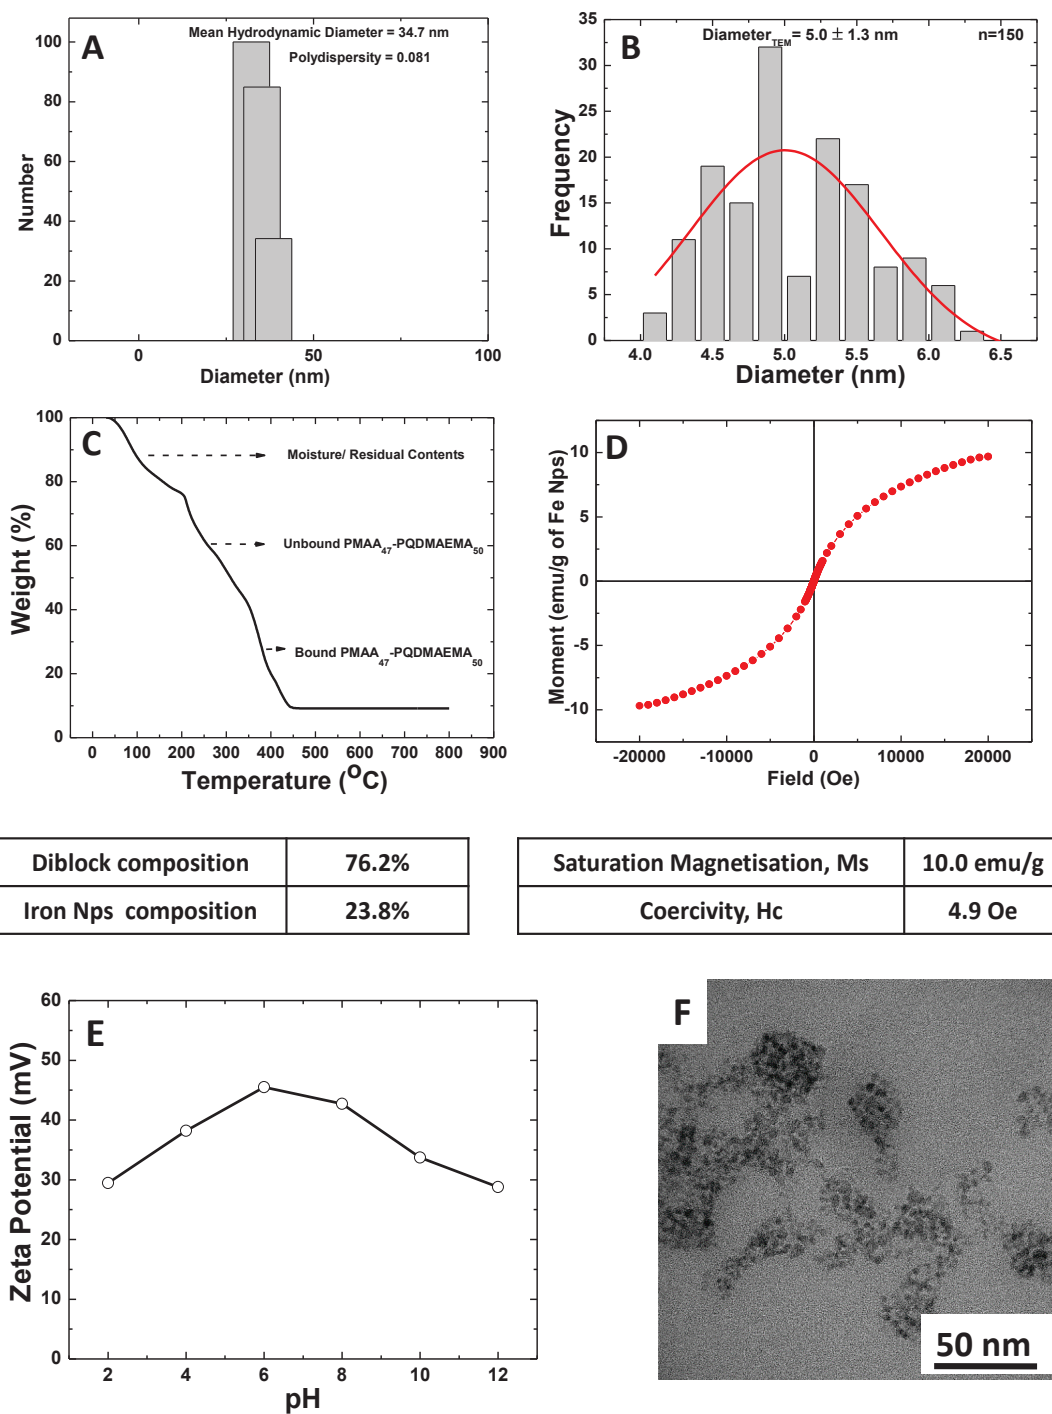 A
Mean Hydrodynamic Diameter = 34.7 nm
Polydispersity = 0.081
100
80
60
40
20
0
Number
0 50 100
Diameter (nm)
B
DiameterTEM = 5.0 ± 1.3 nm n=150
35
30
25
20
15
10
5
0
Frequency
4.0 4.5 5.0 5.5 6.0 6.5
Diameter (nm)
C
100
80
60
40
20
0
Weight (%)
Moisture/ Residual Contents
Unbound PMAA47-PQDMAEMA50
Bound PMAA47-PQDMAEMA50
0 100 200 300 400 500 600 700 800 900
Temperature (OC)
D
10
5
0
-5
-10
Moment (emu/g of Fe Nps)
-20000 -10000 0 10000 20000
Field (Oe)
Diblock composition 76.2%
Iron Nps composition 23.8%
Saturation Magnetisation, Ms 10.0 emu/g
Coercivity, Hc 4.9 Oe
E
60
50
40
30
20
10
0
Zeta Potential (mV)
2 4 6 8 10 12
pH
F
50 nm